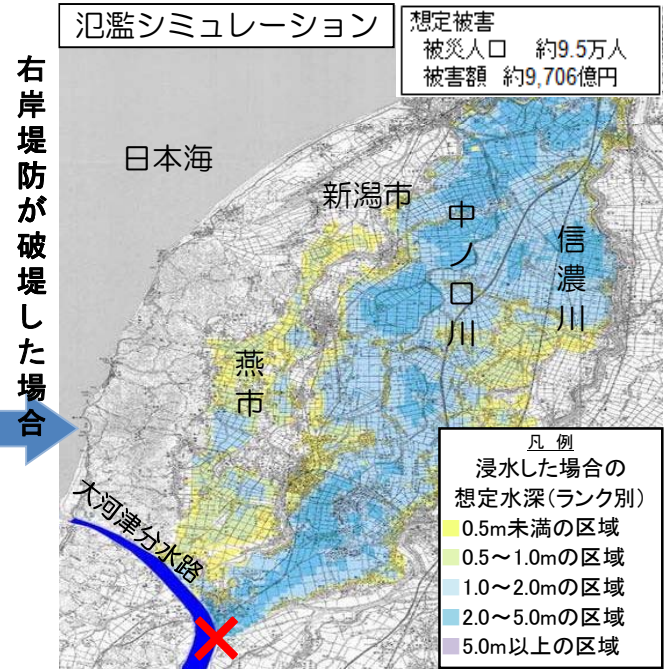 氾濫シミュレーション
想定被害
被災人口 約9.5万人
被害額 約9,706億円
右岸堤防が破堤した場合
日本海
新潟市
中ノ口川
信濃川
燕市
大河津分水路
凡 例
浸水した場合の
想定水深(ランク別)
0.5m未満の区域
0.5～1.0mの区域
1.0～2.0mの区域
2.0～5.0mの区域
5.0m以上の区域